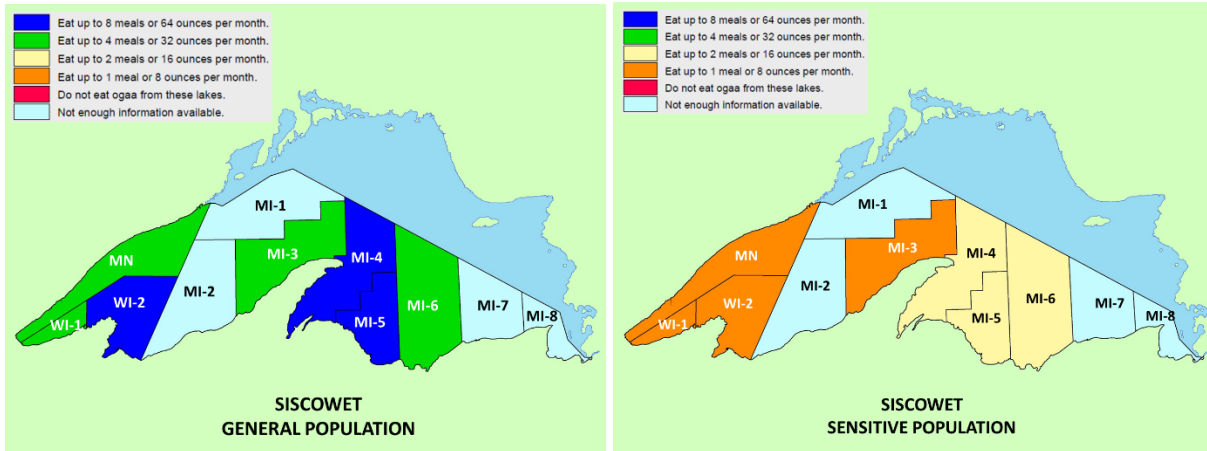 Eat up to 8 meals or 64 ounces per month.
Eat up to 4 meals or 32 ounces per month.
Eat up to 2 meals or 16 ounces per month.
Eat up to 1 meal or 8 ounces per month.
Do not eat ogaa from these lakes.
Not enough information available.
MI-1
MN
MI-3
MI-4
WI-2
MI-2
MI-6
MI-7
WI-1
MI-5
MI-8
SISCOWET
GENERAL POPULATION
Eat up to 8 meals or 64 ounces per month.
Eat up to 4 meals or 32 ounces per month.
Eat up to 2 meals or 16 ounces per month.
Eat up to 1 meal or 8 ounces per month.
Do not eat ogaa from these lakes.
Not enough information available.
MI-1
MN
MI-3
MI-4
WI-2
MI-2
MI-6
MI-7
WI-1
MI-5
MI-8
SISCOWET
SENSITIVE POPULATION